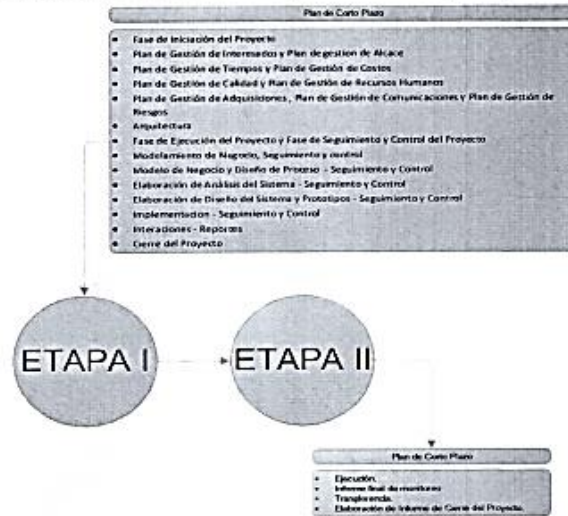 Plan de Corto Plazo
• Fase de Iniciación del Proyecto
• Plan de Gestión de Interesados y Plan de gestion de Alcace
• Plan de Gestión de Tiempos y Plan de Gestión de Costos
• Plan de Gestión de Calidad y Plan de Gestión de Recursos Humanos
• Plan de Gestión de Adquisiciones , Plan de Gestión de Comunicaciones y Plan de Gestión de
Riesgos
• Arquitectura
• Fase de Ejecución del Proyecto y Fase de Seguimiento y Control del Proyecto
• Modelamiento de Negocio, Seguimiento y control
• Modelo de Negocio y Diseño de Proceso - Seguimiento y Control
• Elaboración de Análisis del Sistema - Seguimiento y Control
• Elaboración de Diseño del Sistema y Prototipos - Seguimiento y Control
• Implementacion - Seguimiento y Control
• Interaciones - Reportes
• Cierre del Proyecto
ETAPA I
ETAPA II
Plan de Corto Plazo
• Ejecución.
• Informe final de monitoreo
• Transferencia.
• Elaboración de Informe de Cierre del Proyecto.